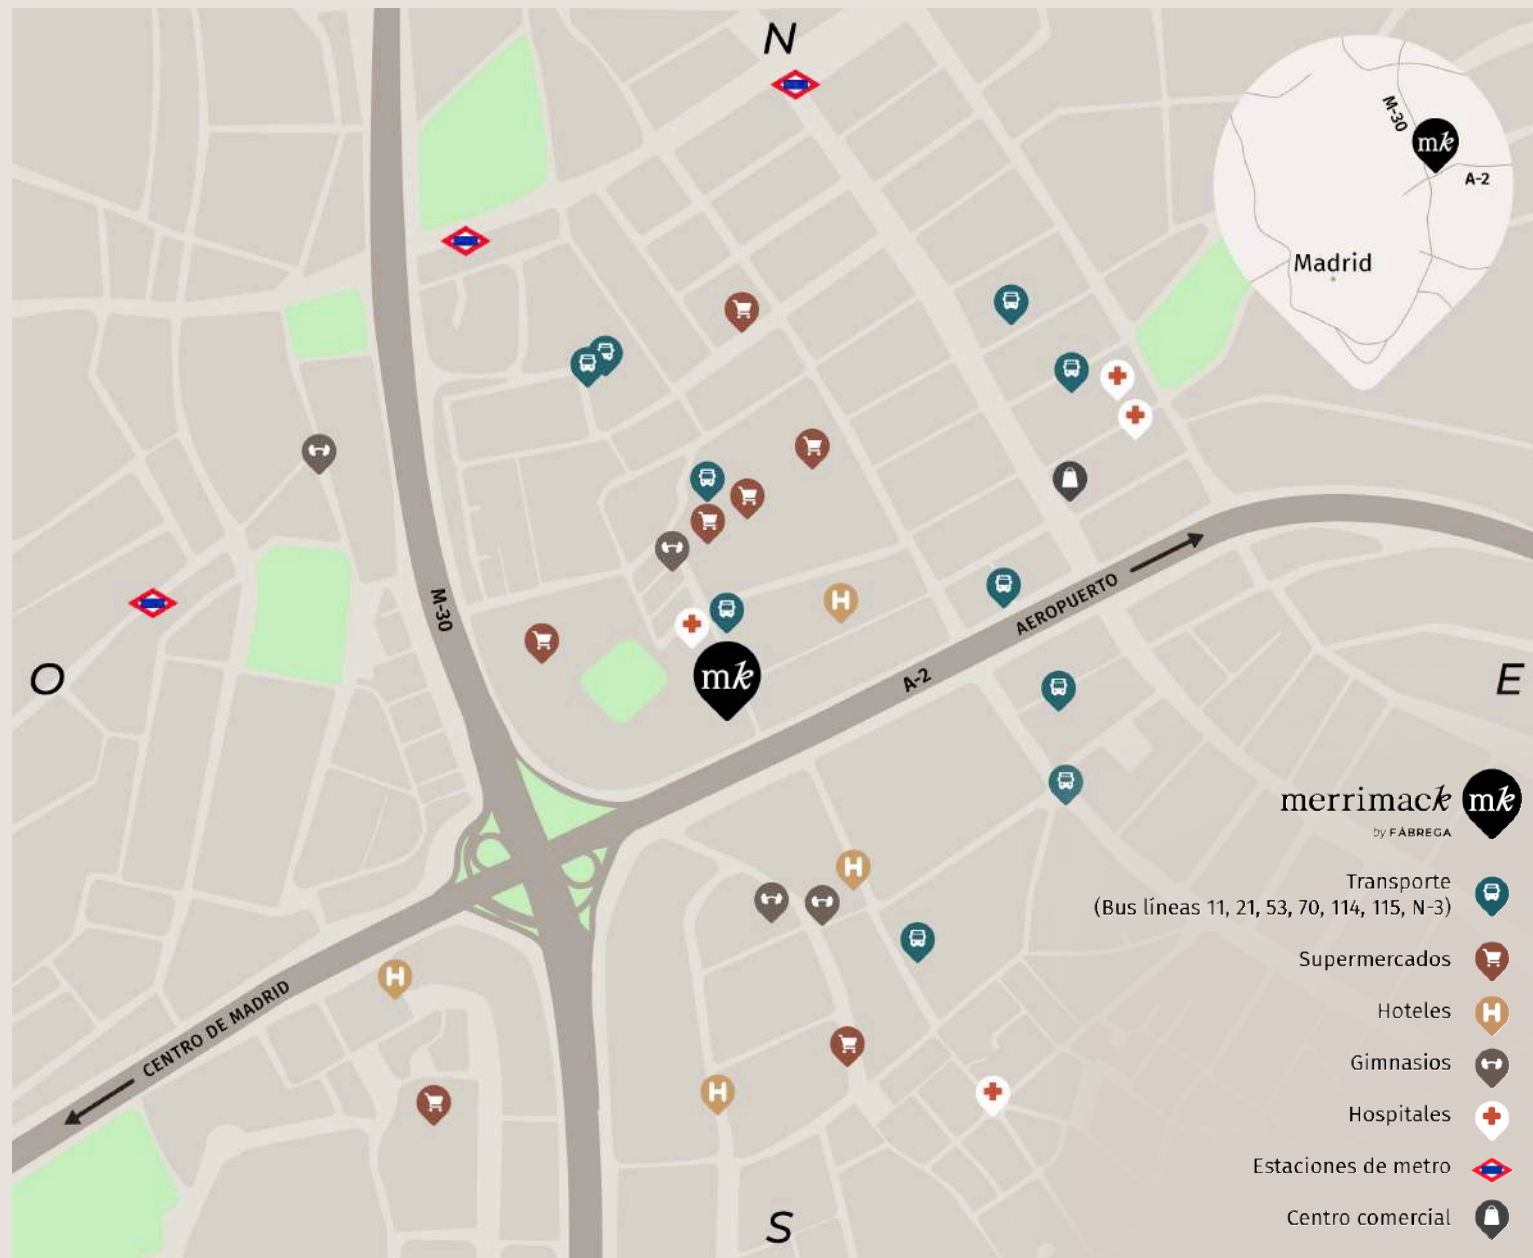 N
M-30
mk
A-2
Madrid
M-30
AEROPUERTO
O
mk
A-2
E
H
merrimack mk
by FÁBREGA
H
Transporte
(Bus líneas 11, 21, 53, 70, 114, 115, N-3)
Supermercados
H
CENTRO DE MADRID
Hoteles H
Gimnasios
H
Hospitales
Estaciones de metro
Centro comercial
S